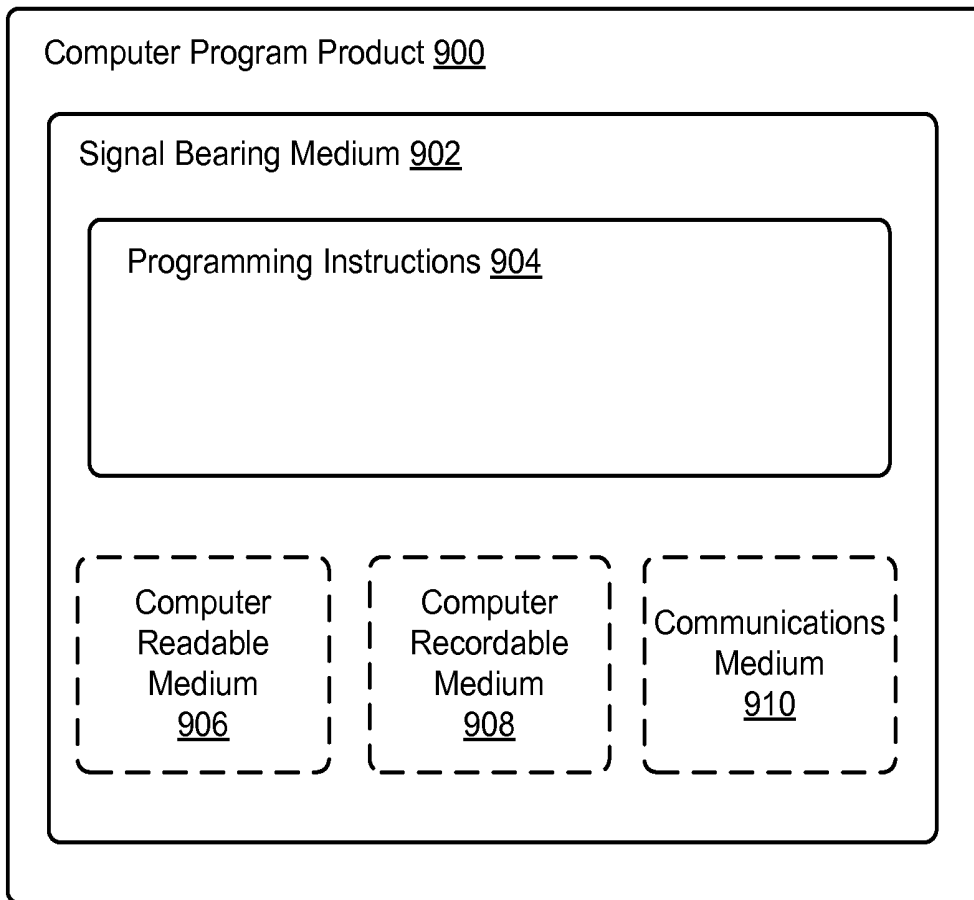 Computer Program Product 900
Signal Bearing Medium 902
Programming Instructions 904
Computer
Readable
Medium
906
Computer
Recordable
Medium
908
Communications
Medium
910